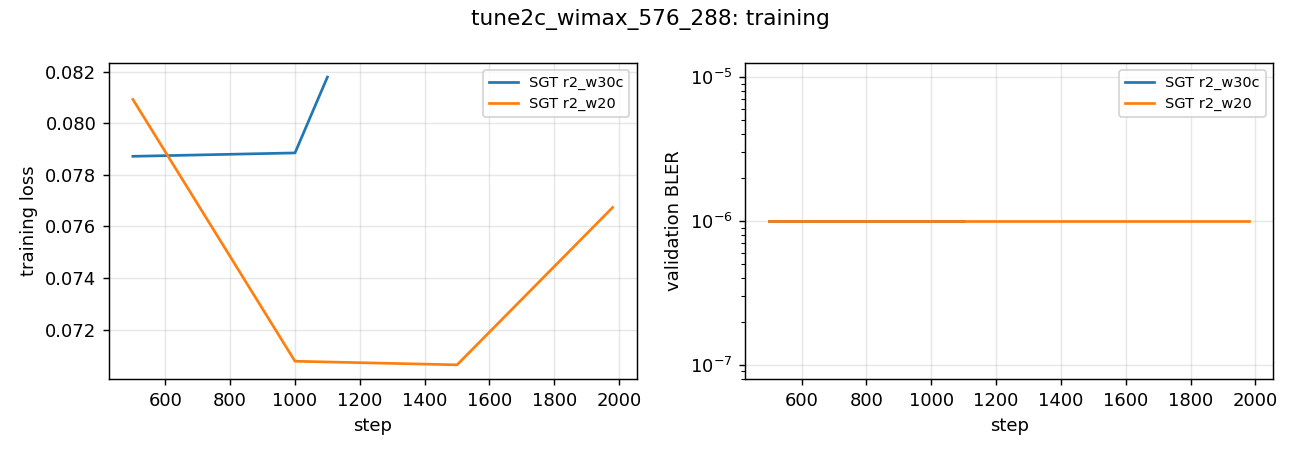 tune2c_wimax_576_288: training
training loss
0.082
0.080
0.078
0.076
0.074
0.072
600 800 1000 1200 1400 1600 1800 2000
step
SGT r2_w30c
SGT r2_w20
validation BLER
10⁻⁵
10⁻⁶
10⁻⁷
600 800 1000 1200 1400 1600 1800 2000
step
SGT r2_w30c
SGT r2_w20